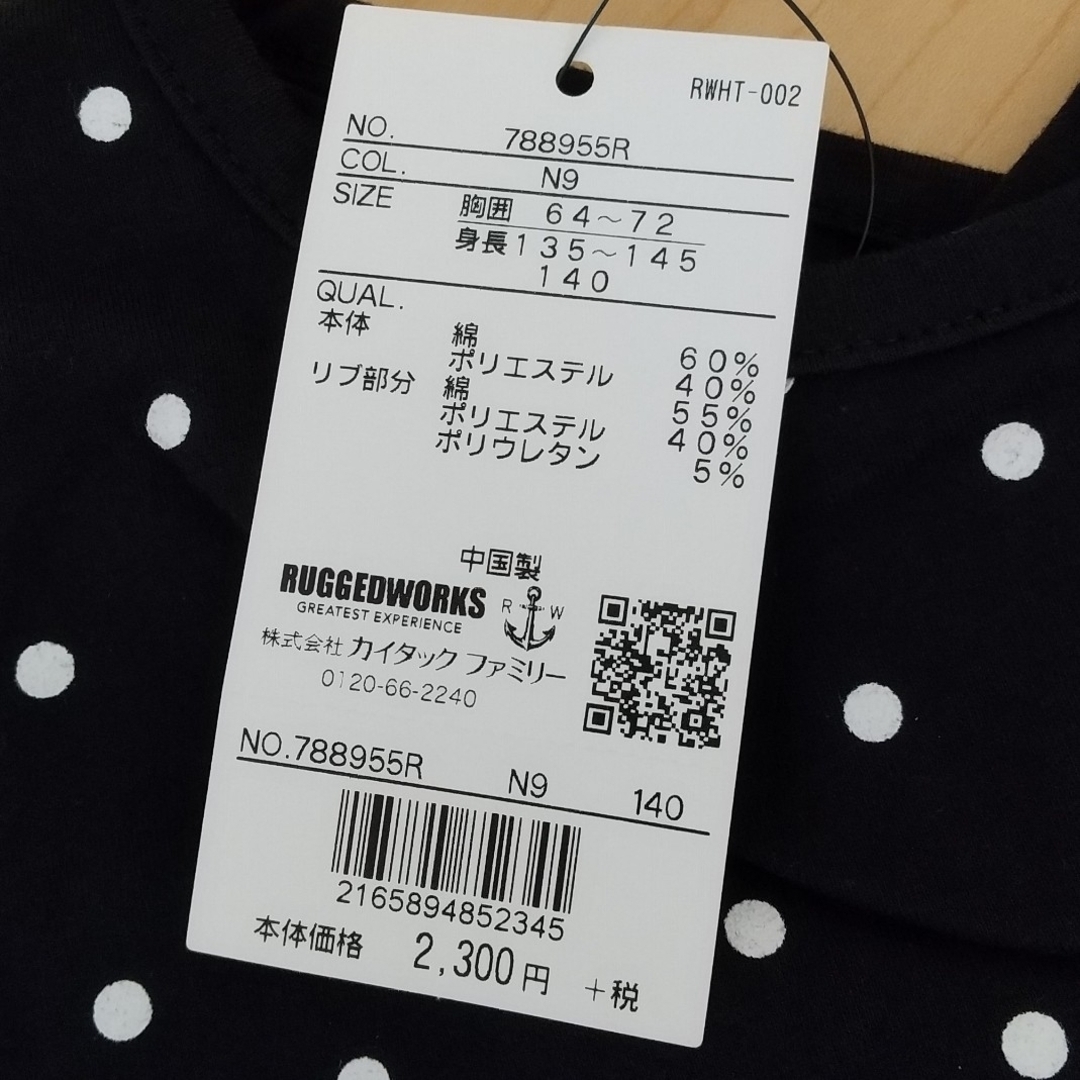 RWHT-002
NO. 788955R
COL. N9
SIZE 胸囲 64～72
身長135～145
140
QUAL.
本体 綿 60%
ポリエステル 40%
リブ部分 綿 55%
ポリエステル 40%
ポリウレタン 5%
中国製
RUGGEDWORKS
R W
GREATEST EXPERIENCE
株式会社 カイタックファミリー
0120-66-2240
NO.788955R N9 140
2165894852345
本体価格 2,300円 +税